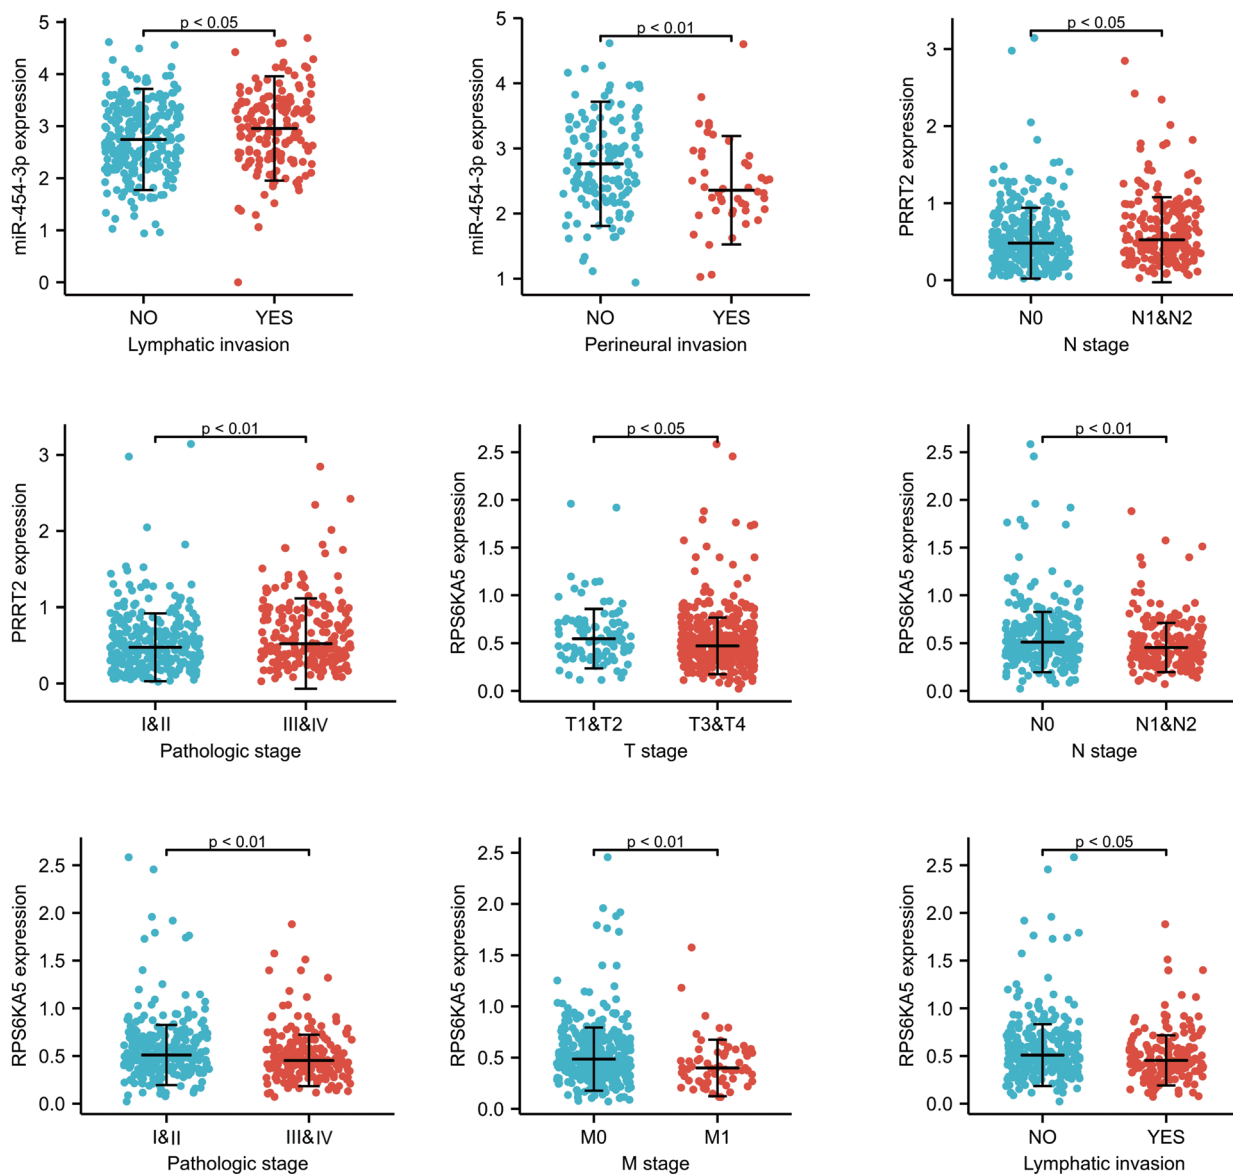 p < 0.05
miR-454-3p expression
5
4
3
2
1
0
NO YES
Lymphatic invasion
p < 0.01
miR-454-3p expression
5
4
3
2
1
NO YES
Perineural invasion
p < 0.05
PRRT2 expression
3
2
1
0
N0 N1&N2
N stage
p < 0.01
PRRT2 expression
3
2
1
0
I&II III&IV
Pathologic stage
p < 0.05
RPS6KA5 expression
2.5
2.0
1.5
1.0
0.5
0.0
T1&T2 T3&T4
T stage
p < 0.01
RPS6KA5 expression
2.5
2.0
1.5
1.0
0.5
0.0
N0 N1&N2
N stage
p < 0.01
RPS6KA5 expression
2.5
2.0
1.5
1.0
0.5
0.0
I&II III&IV
Pathologic stage
p < 0.01
RPS6KA5 expression
2.5
2.0
1.5
1.0
0.5
0.0
M0 M1
M stage
p < 0.05
RPS6KA5 expression
2.5
2.0
1.5
1.0
0.5
0.0
NO YES
Lymphatic invasion